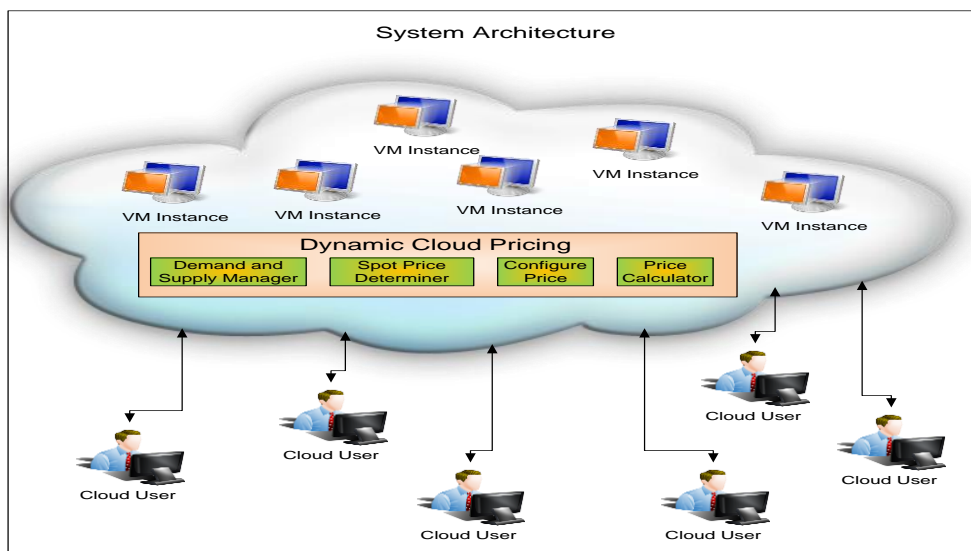 System Architecture
VM Instance
VM Instance
VM Instance
VM Instance
VM Instance
VM Instance
Dynamic Cloud Pricing
Demand and
Supply Manager
Spot Price
Determiner
Configure
Price
Price
Calculator
Cloud User
Cloud User
Cloud User
Cloud User
Cloud User
Cloud User